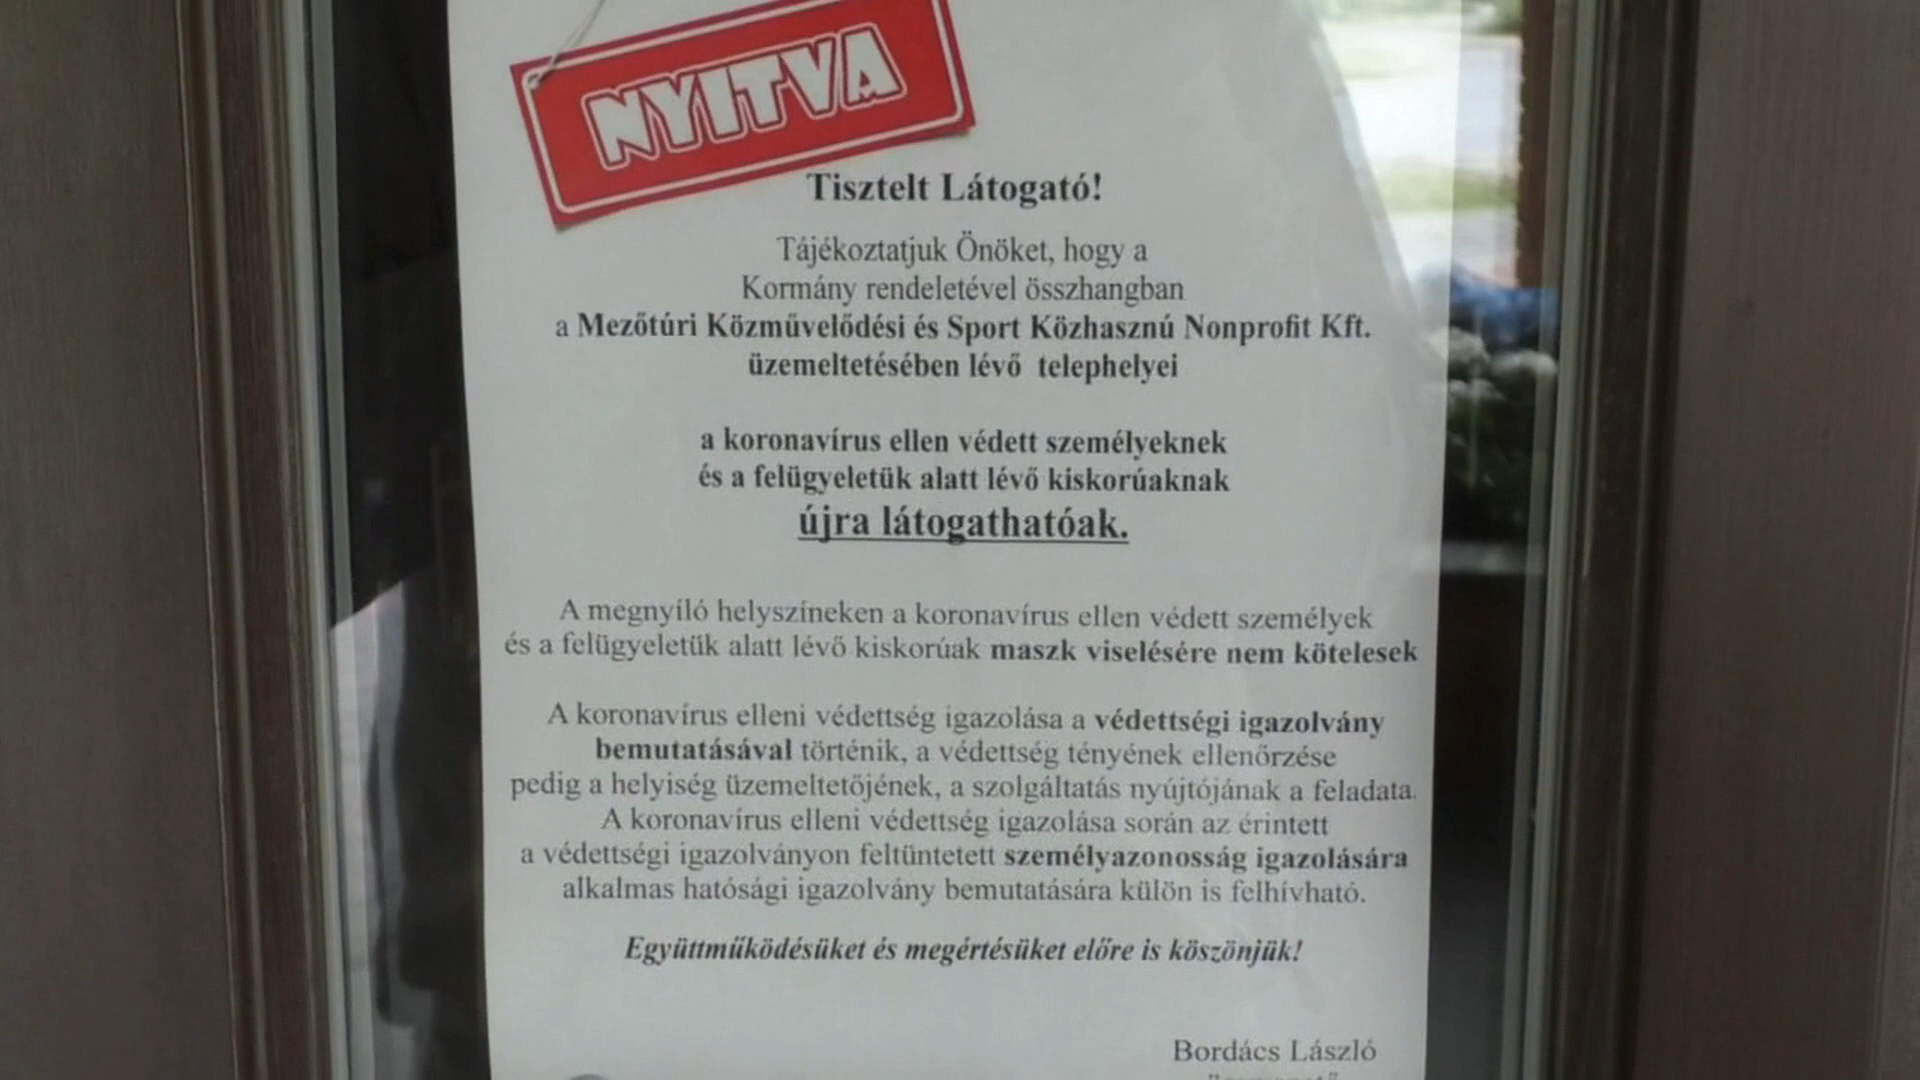 NYITVA
Tisztelt Látogató!
Tájékoztatjuk Önöket, hogy a
Kormány rendeletével összhangban
a Mezőtúri Közművelődési és Sport Közhasznú Nonprofit Kft.
üzemeltetésében lévő telephelyei
a koronavírus ellen védett személyeknek
és a felügyeletük alatt lévő kiskorúaknak
újra látogathatóak.
A megnyíló helyszíneken a koronavírus ellen védett személyek
és a felügyeletük alatt lévő kiskorúak maszk viselésére nem kötelesek
A koronavírus elleni védettség igazolása a védettségi igazolvány
bemutatásával történik, a védettség tényének ellenőrzése
pedig a helyiség üzemeltetőjének, a szolgáltatás nyújtójának a feladata.
A koronavírus elleni védettség igazolása során az érintett
a védettségi igazolványon feltüntetett személyazonosság igazolására
alkalmas hatósági igazolvány bemutatására külön is felhívható.
Együttműködésüket és megértésüket előre is köszönjük!
Bordács László